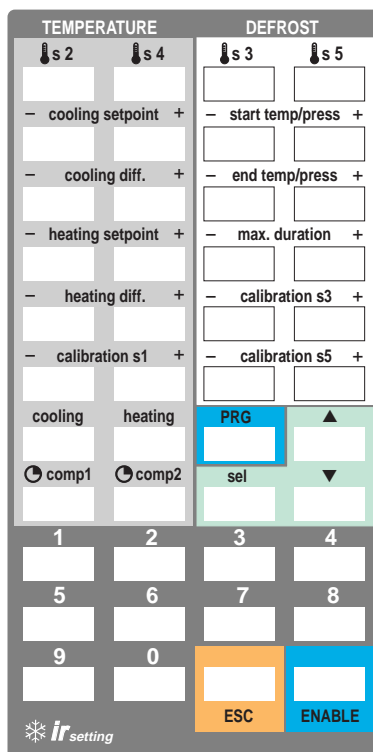 TEMPERATURE DEFROST
s 2 s 4 s 3 s 5
– cooling setpoint + – start temp/press +
– cooling diff. + – end temp/press +
– heating setpoint + – max. duration +
– heating diff. + – calibration s3 +
– calibration s1 + – calibration s5 +
cooling heating PRG ▲
comp1 comp2 sel ▼
1 2 3 4
5 6 7 8
9 0
ESC ENABLE
ir setting